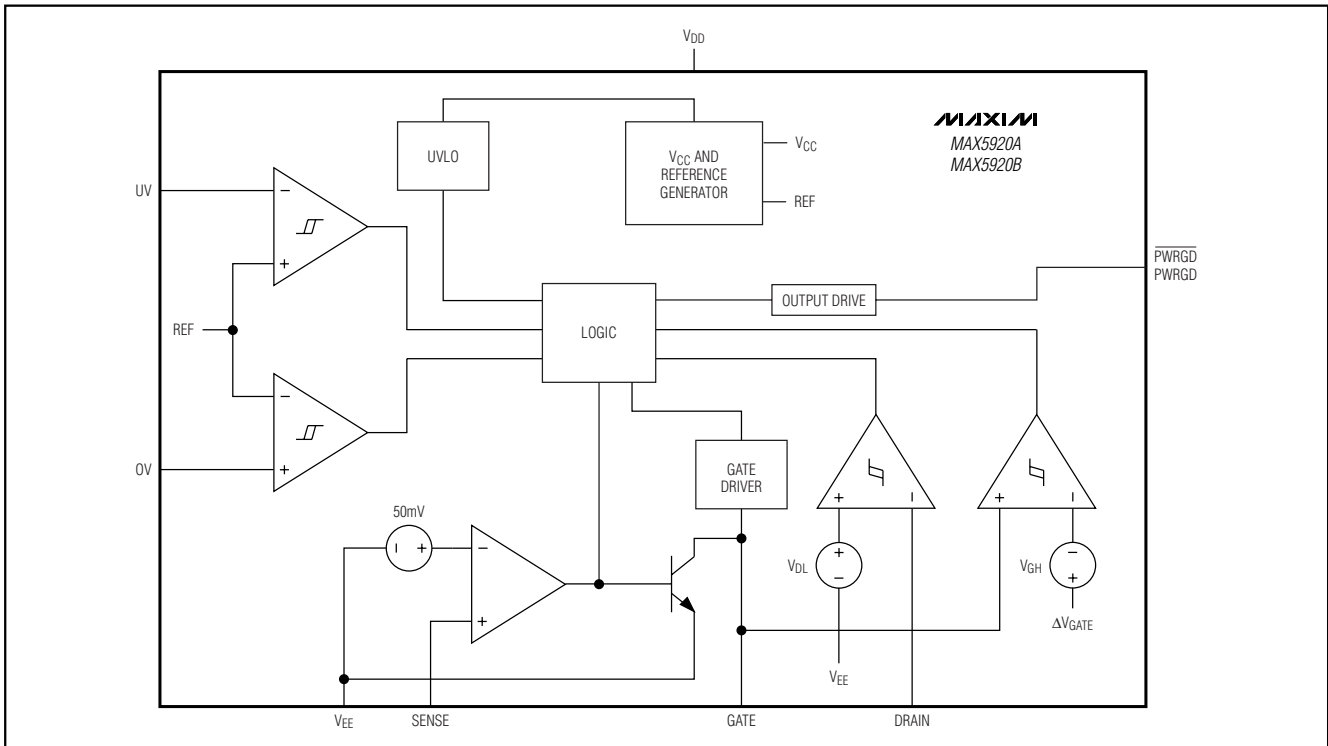 VDD
MAXIM
MAX5920A
MAX5920B
UVLO
VCC AND
REFERENCE
GENERATOR
VCC
REF
UV
−
+
PWRGD
PWRGD
OUTPUT DRIVE
REF
LOGIC
−
+
OV
GATE
DRIVER
50mV
− +
−
+
+ −
+ −
VDL
+
−
VGH
−
+
ΔVGATE
VEE
VEE
SENSE
GATE
DRAIN